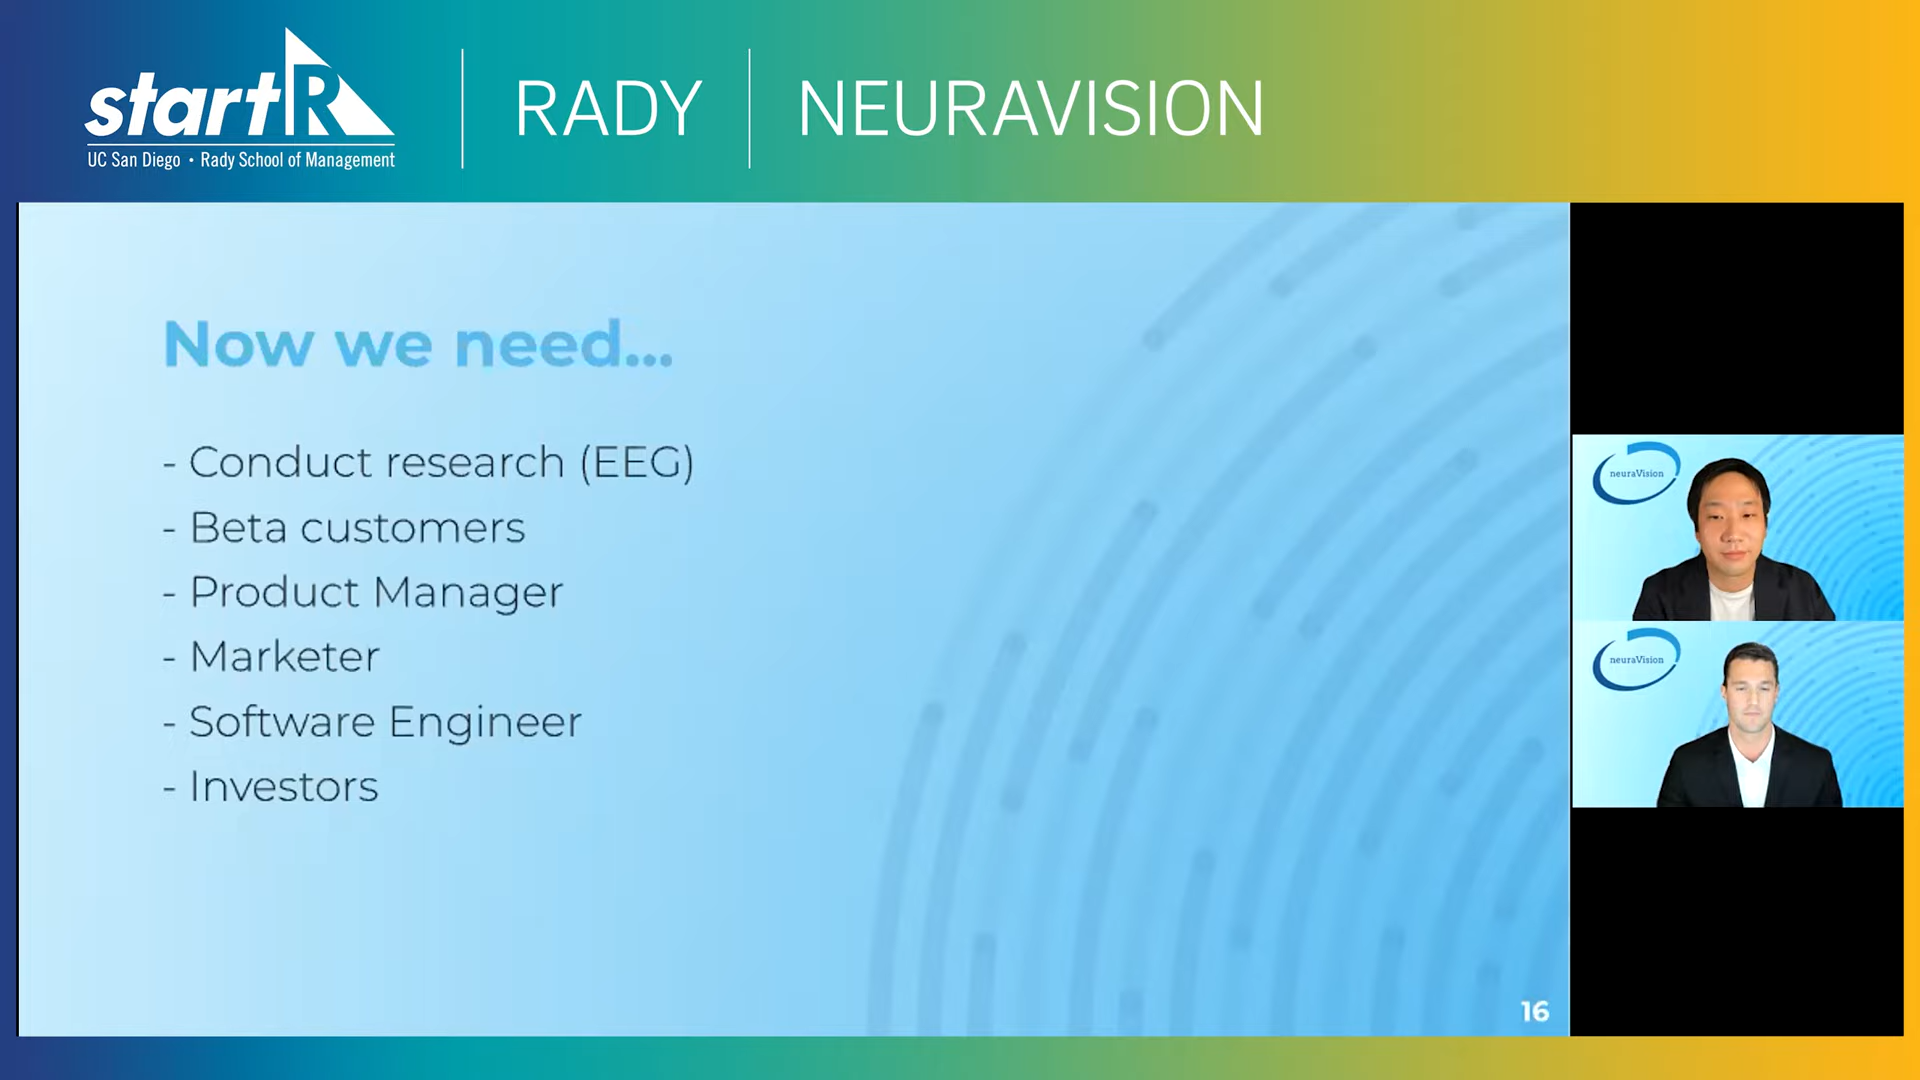 startR
UC San Diego • Rady School of Management
RADY
NEURAVISION
Now we need...
- Conduct research (EEG)
- Beta customers
- Product Manager
- Marketer
- Software Engineer
- Investors
16
neuraVision
neuraVision